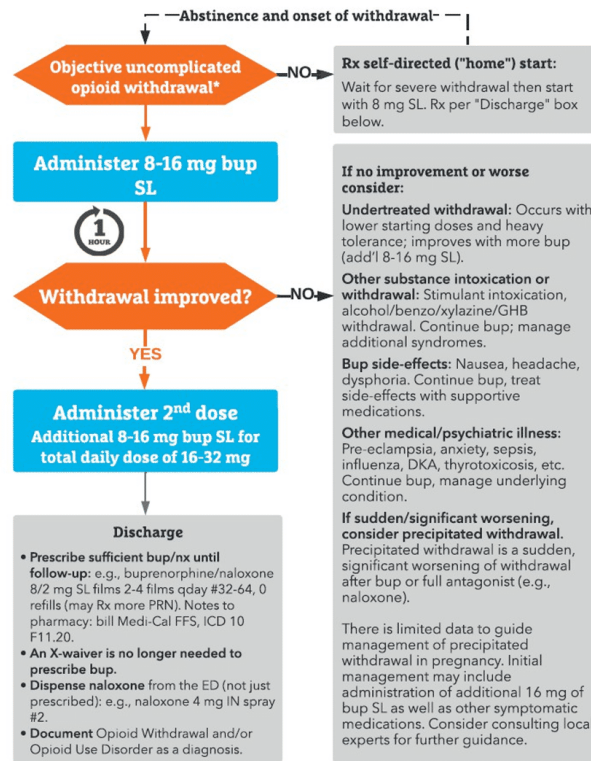 Abstinence and onset of withdrawal
Objective uncomplicated
opioid withdrawal*
NO
Rx self-directed ("home") start:
Wait for severe withdrawal then start
with 8 mg SL. Rx per "Discharge" box
below.
Administer 8-16 mg bup
SL
1
HOUR
Withdrawal improved?
NO
YES
Administer 2nd dose
Additional 8-16 mg bup SL for
total daily dose of 16-32 mg
Discharge
• Prescribe sufficient bup/nx until
follow-up: e.g., buprenorphine/naloxone
8/2 mg SL films 2-4 films qday #32-64, 0
refills (may Rx more PRN). Notes to
pharmacy: bill Medi-Cal FFS, ICD 10
F11.20.
• An X-waiver is no longer needed to
prescribe bup.
• Dispense naloxone from the ED (not just
prescribed): e.g., naloxone 4 mg IN spray
#2.
• Document Opioid Withdrawal and/or
Opioid Use Disorder as a diagnosis.
If no improvement or worse
consider:
Undertreated withdrawal: Occurs with
lower starting doses and heavy
tolerance; improves with more bup
(add'l 8-16 mg SL).
Other substance intoxication or
withdrawal: Stimulant intoxication,
alcohol/benzo/xylazine/GHB
withdrawal. Continue bup; manage
additional syndromes.
Bup side-effects: Nausea, headache,
dysphoria. Continue bup, treat
side-effects with supportive
medications.
Other medical/psychiatric illness:
Pre-eclampsia, anxiety, sepsis,
influenza, DKA, thyrotoxicosis, etc.
Continue bup, manage underlying
condition.
If sudden/significant worsening,
consider precipitated withdrawal.
Precipitated withdrawal is a sudden,
significant worsening of withdrawal
after bup or full antagonist (e.g.,
naloxone).
There is limited data to guide
management of precipitated
withdrawal in pregnancy. Initial
management may include
administration of additional 16 mg of
bup SL as well as other symptomatic
medications. Consider consulting loca
experts for further guidance.